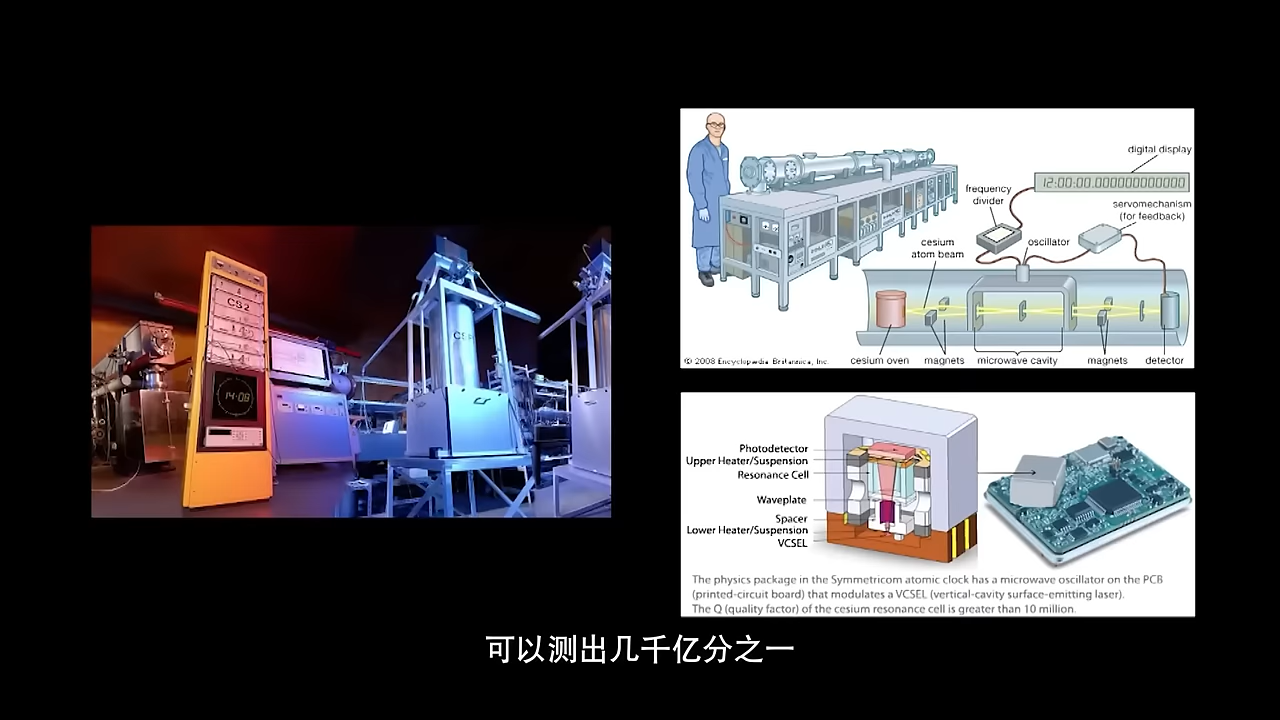 CS2
14:08
digital display
12:00:00.000000000000
frequency
divider
servomechanism
(for feedback)
cesium
atom beam
oscillator
© 2008 Encyclopædia Britannica, Inc.
cesium oven
magnets
microwave cavity
magnets
detector
Photodetector
Upper Heater/Suspension
Resonance Cell
Waveplate
Spacer
Lower Heater/Suspension
VCSEL
The physics package in the Symmetricom atomic clock has a microwave oscillator on the PCB
(printed-circuit board) that modulates a VCSEL (vertical-cavity surface-emitting laser).
The Q (quality factor) of the cesium resonance cell is greater than 10 million.
可以测出几千亿分之一